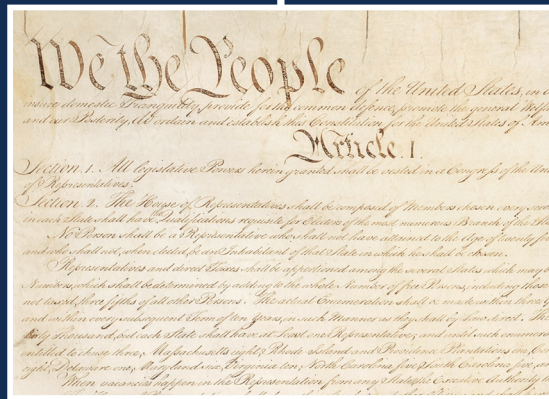 We the People of the United States, in O
insure domestic Tranquility, provide for the common defence, promote the general Welf
and our Posterity, do ordain and establish this Constitution for the United States of Am
Article. I.
Section. 1. All legislative Powers herein granted shall be vested in a Congress of the Uni
of Representatives.
Section. 2. The House of Representatives shall be composed of Members chosen every seco
in each State shall have Qualifications requisite for Electors of the most numerous Branch of the
No Person shall be a Representative who shall not have attained to the Age of twenty fiv
and who shall not, when elected, be an Inhabitant of that State in which he shall be chosen.
Representatives and direct Taxes shall be apportioned among the several States which may b
Numbers, which shall be determined by adding to the whole Number of free Persons, including those
not taxed, three fifths of all other Persons. The actual Enumeration shall be made within three y
and within every subsequent Term of ten Years, in such Manner as they shall by Law direct. The
thirty Thousand, but each State shall have at Least one Representative; and until such enumera
entitled to chuse three, Massachusetts eight, Rhode Island and Providence Plantations one, Con
eight, Delaware one, Maryland six, Virginia ten, North Carolina five, South Carolina five, and
When vacancies happen in the Representation from any State, the Executive Authority